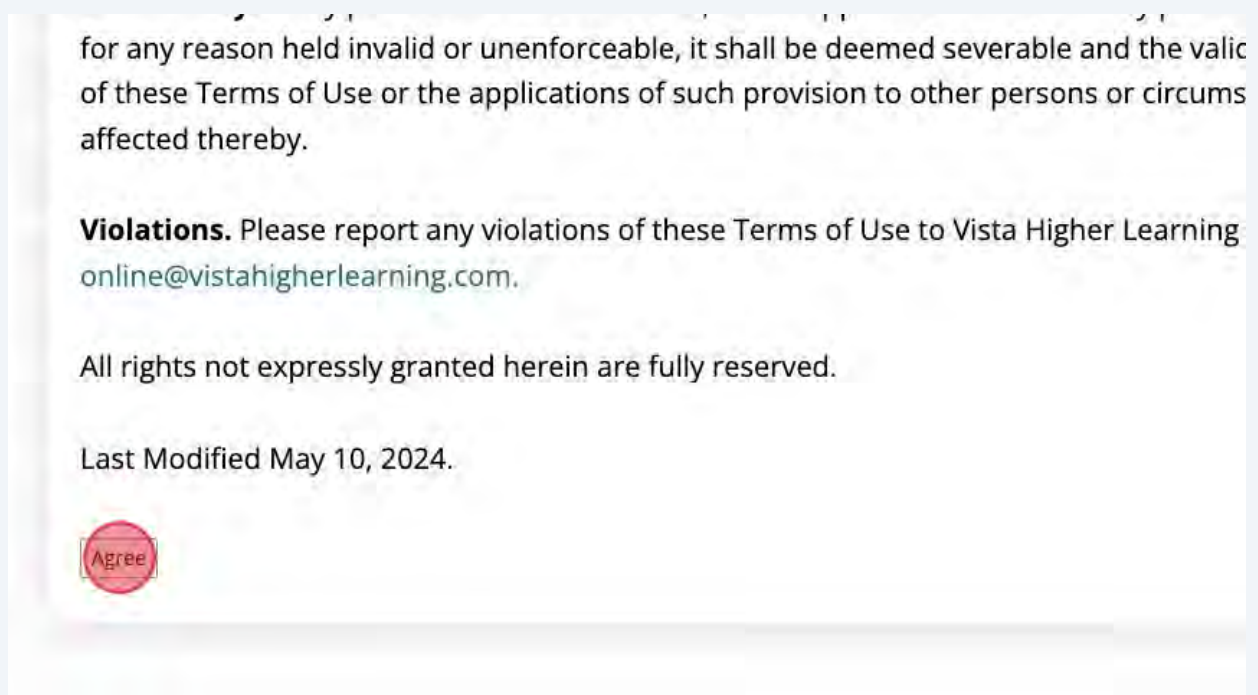 for any reason held invalid or unenforceable, it shall be deemed severable and the
of these Terms of Use or the applications of such provision to other persons or
affected thereby.
Violations. Please report any violations of these Terms of Use to Vista Higher Learning
online@vistahigherlearning.com.
All rights not expressly granted herein are fully reserved.
Last Modified May 10, 2024.
Agree